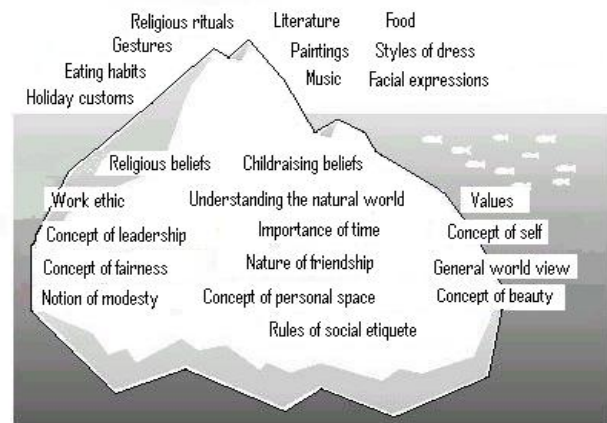 Religious rituals
Literature
Food
Gestures
Paintings
Styles of dress
Eating habits
Music
Facial expressions
Holiday customs
Religious beliefs
Childraising beliefs
Work ethic
Understanding the natural world
Values
Concept of leadership
Importance of time
Concept of self
Concept of fairness
Nature of friendship
General world view
Notion of modesty
Concept of personal space
Concept of beauty
Rules of social etiquete